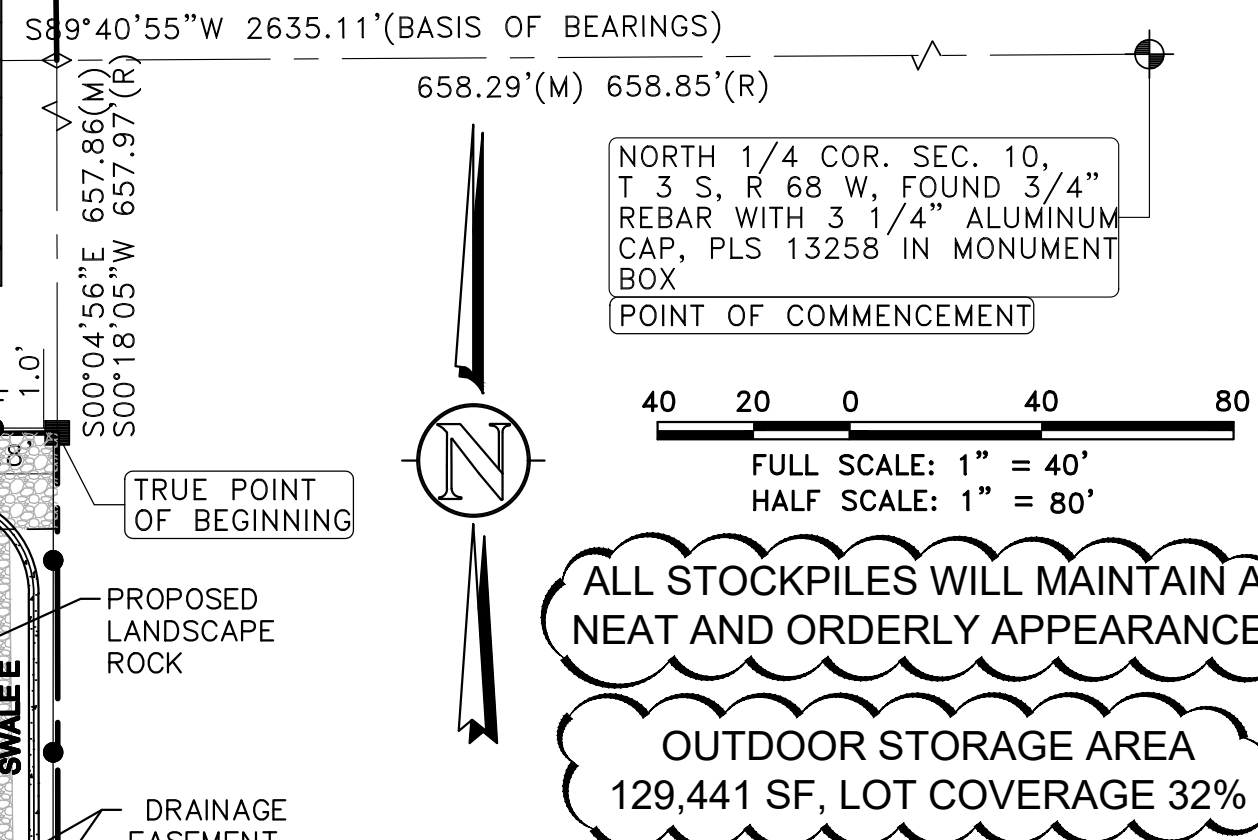 S89°40'55"W 2635.11'(BASIS OF BEARINGS)
658.29'(M) 658.85'(R)
S00°04'56"E 657.86(M)
S00°18'05"W 657.97'(R)
NORTH 1/4 COR. SEC. 10,
T 3 S, R 68 W, FOUND 3/4"
REBAR WITH 3 1/4" ALUMINUM
CAP, PLS 13258 IN MONUMENT
BOX
POINT OF COMMENCEMENT
1.0'
8'
40 20 0 40 80
FULL SCALE: 1" = 40'
HALF SCALE: 1" = 80'
N
TRUE POINT
OF BEGINNING
ALL STOCKPILES WILL MAINTAIN A
NEAT AND ORDERLY APPEARANCE
PROPOSED
LANDSCAPE
ROCK
SWALE E
OUTDOOR STORAGE AREA
129,441 SF, LOT COVERAGE 32%
DRAINAGE
EASEMENT